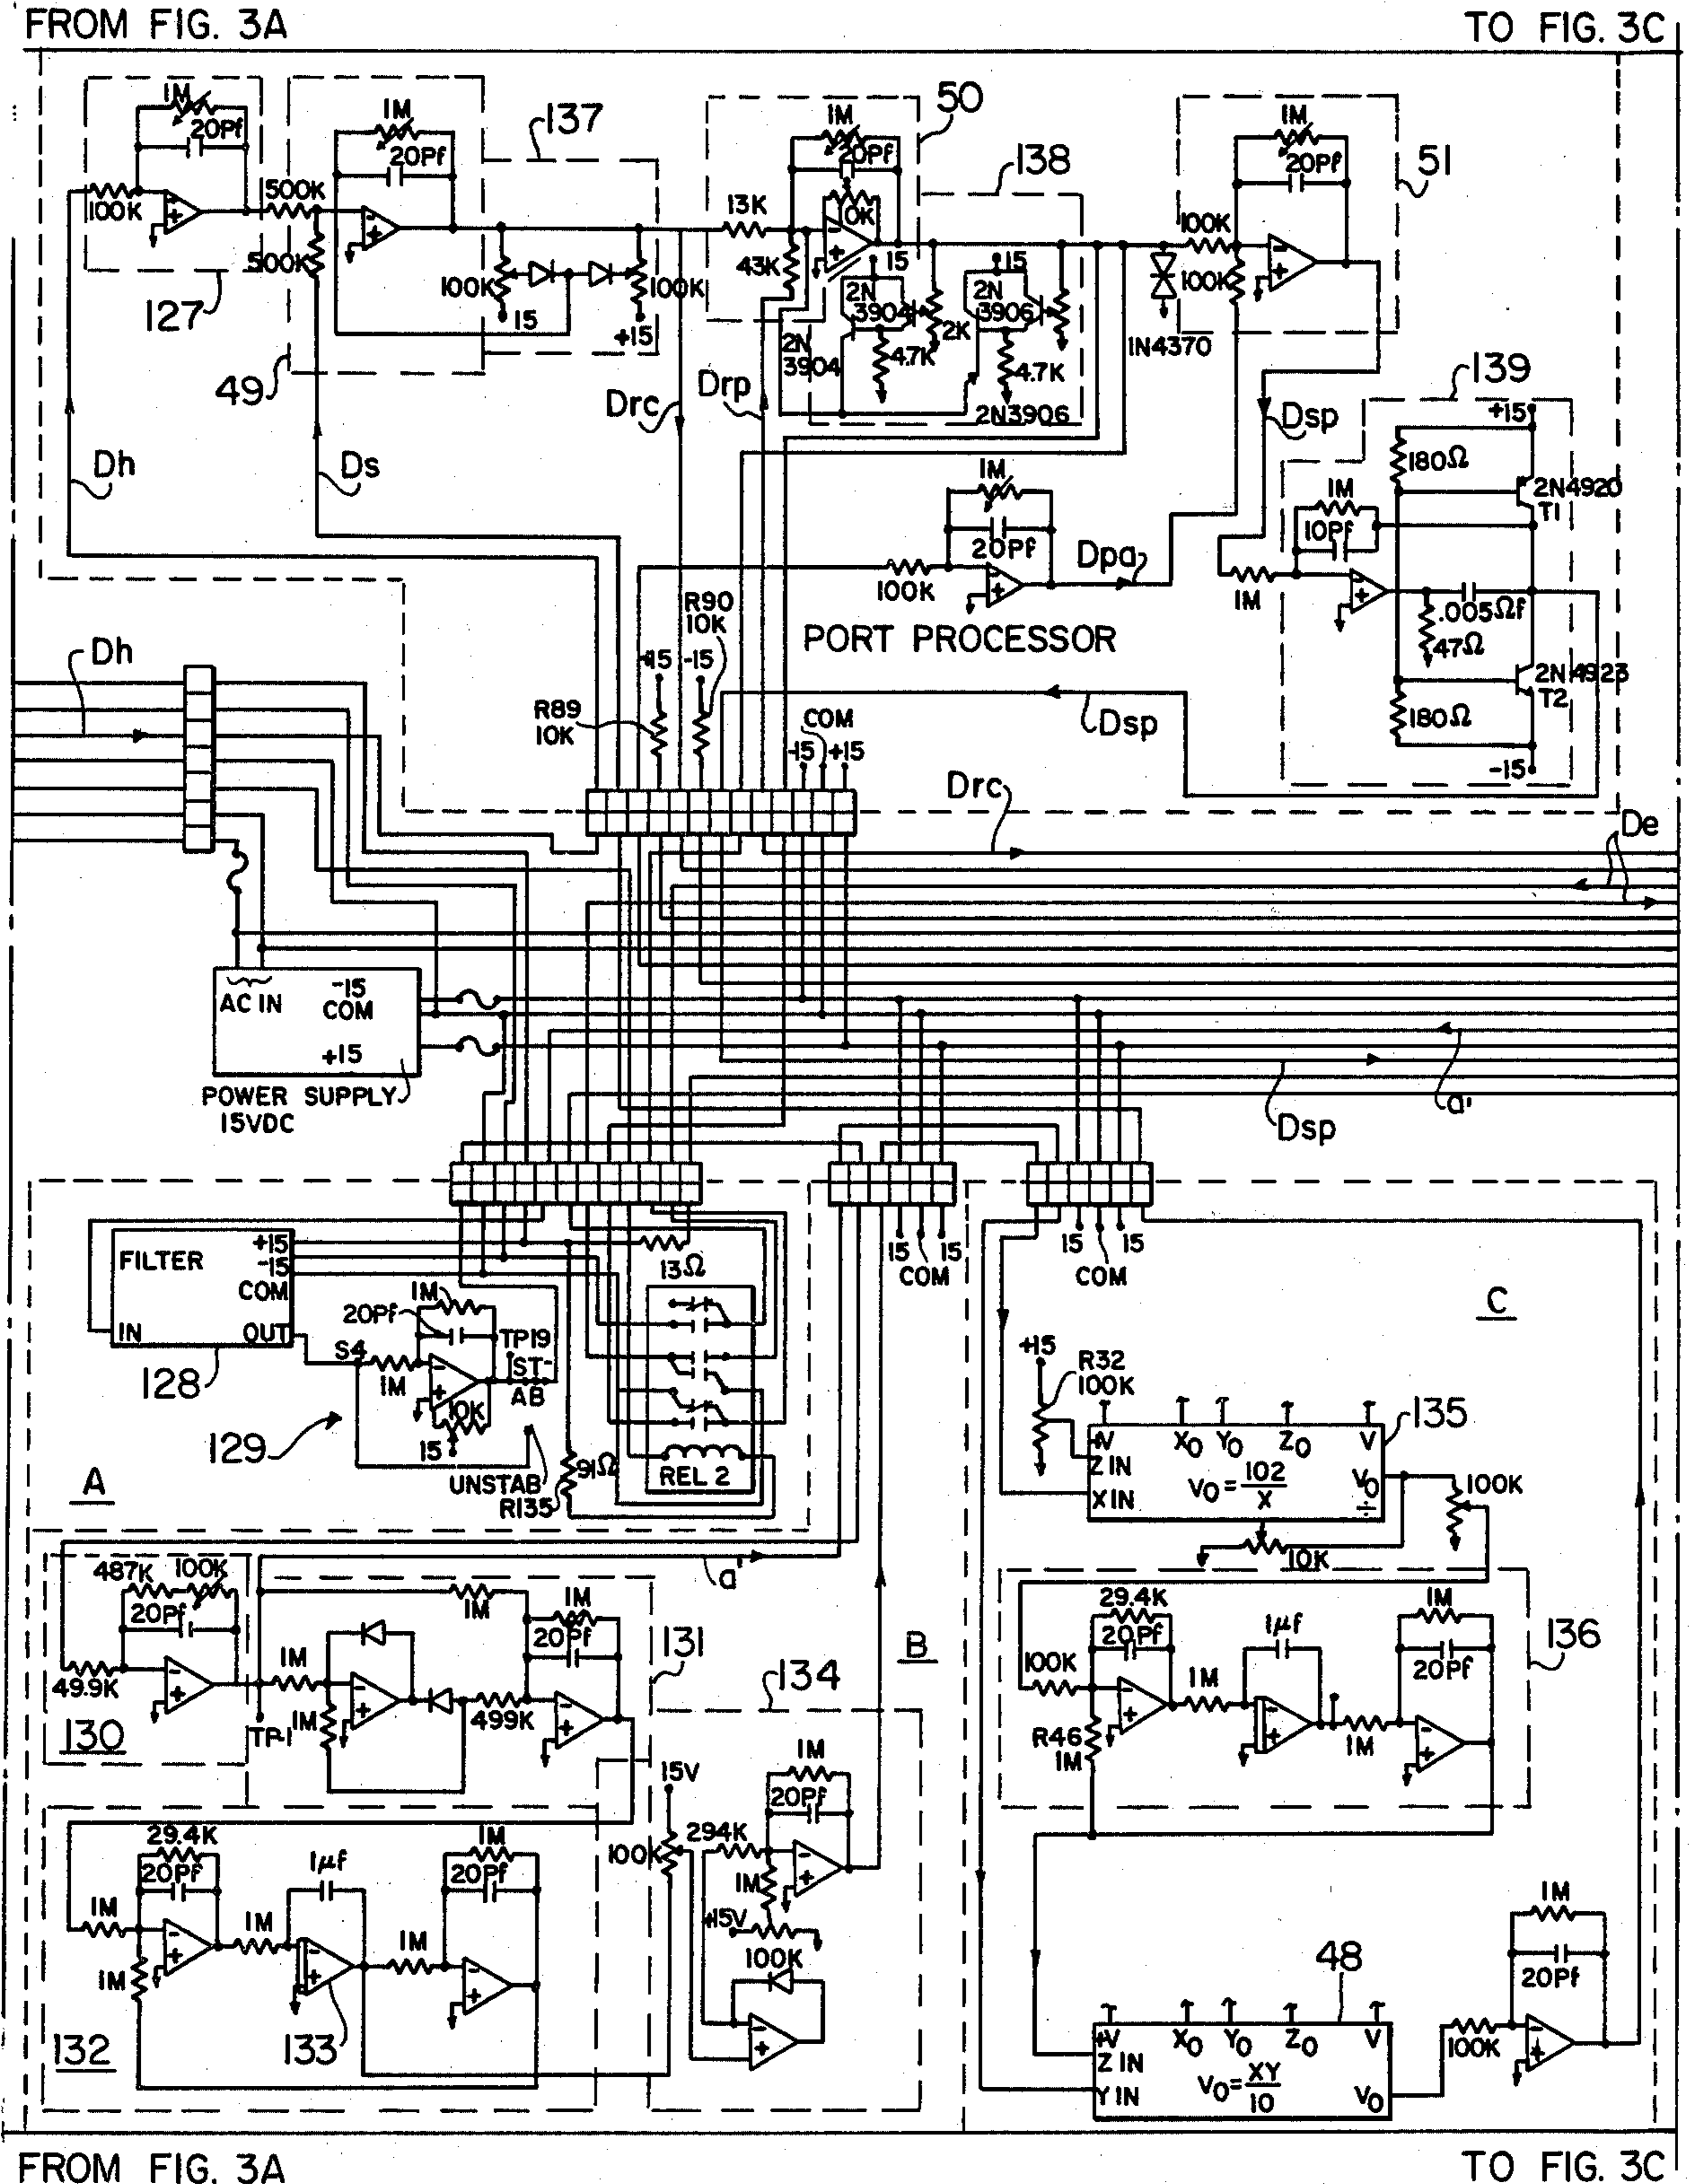 FROM FIG. 3A
TO FIG. 3C
1M
20Pf
100K
127
500K
500K
1M
20Pf
49
137
100K
15
100K
+15
50
1M
20Pf
13K
43K
10K
138
15
2N
3904
2N
3904
4.7K
2K
15
2N
3906
4.7K
2N3906
1M
20Pf
51
100K
100K
1N4370
Dh
Ds
Drc
Drp
Dsp
139
+15
180Ω
2N4920
T1
1M
10Pf
1M
.005Ωf
47Ω
2N4923
T2
180Ω
-15
1M
20Pf
100K
Dpa
PORT PROCESSOR
R90
10K
+15
-15
R89
10K
COM
-15
+15
Dsp
Dh
Drc
De
AC IN
-15
COM
+15
POWER SUPPLY
15VDC
a'
Dsp
FILTER
+15
-15
COM
IN
OUT
128
13Ω
1M
20Pf
S4
1M
TP19
ST-
AB
10K
15
129
UNSTAB
R135
91Ω
REL 2
A
15
COM
15
15
COM
15
C
+15
R32
100K
135
+V
X0
Y0
Z0
V
Z IN
X IN
V0 = 102/X
V0
÷
100K
10K
487K
100K
20Pf
49.9K
130
TP-1
a'
1M
1M
1M
1M
20Pf
499K
131
B
134
29.4K
20Pf
100K
R46
1M
1M
1µf
1M
1M
20Pf
136
29.4K
20Pf
1M
1M
1M
1µf
1M
1M
20Pf
132
133
15V
100K
294K
1M
20Pf
1M
+15V
100K
48
+V
X0
Y0
Z0
V
Z IN
Y IN
V0 = XY/10
V0
100K
1M
20Pf
FROM FIG. 3A
TO FIG. 3C